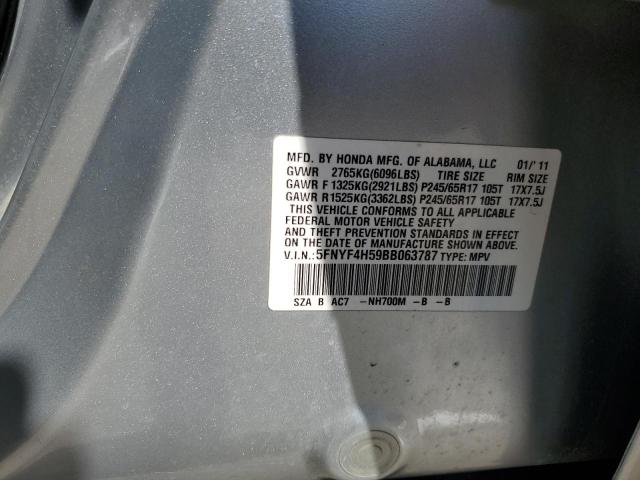 MFD. BY HONDA MFG. OF ALABAMA, LLC 01/'11
GVWR 2765KG(6096LBS) TIRE SIZE RIM SIZE
GAWR F 1325KG(2921LBS) P245/65R17 105T 17X7.5J
GAWR R1525KG(3362LBS) P245/65R17 105T 17X7.5J
THIS VEHICLE CONFORMS TO ALL APPLICABLE
FEDERAL MOTOR VEHICLE SAFETY
AND THEFT PREVENTION STANDARDS IN EFFECT
ON THE DATE OF MANUFACTURE SHOWN ABOVE.
V.I.N.:5FNYF4H59BB063787 TYPE: MPV
SZA B AC7 –NH700M –B –B